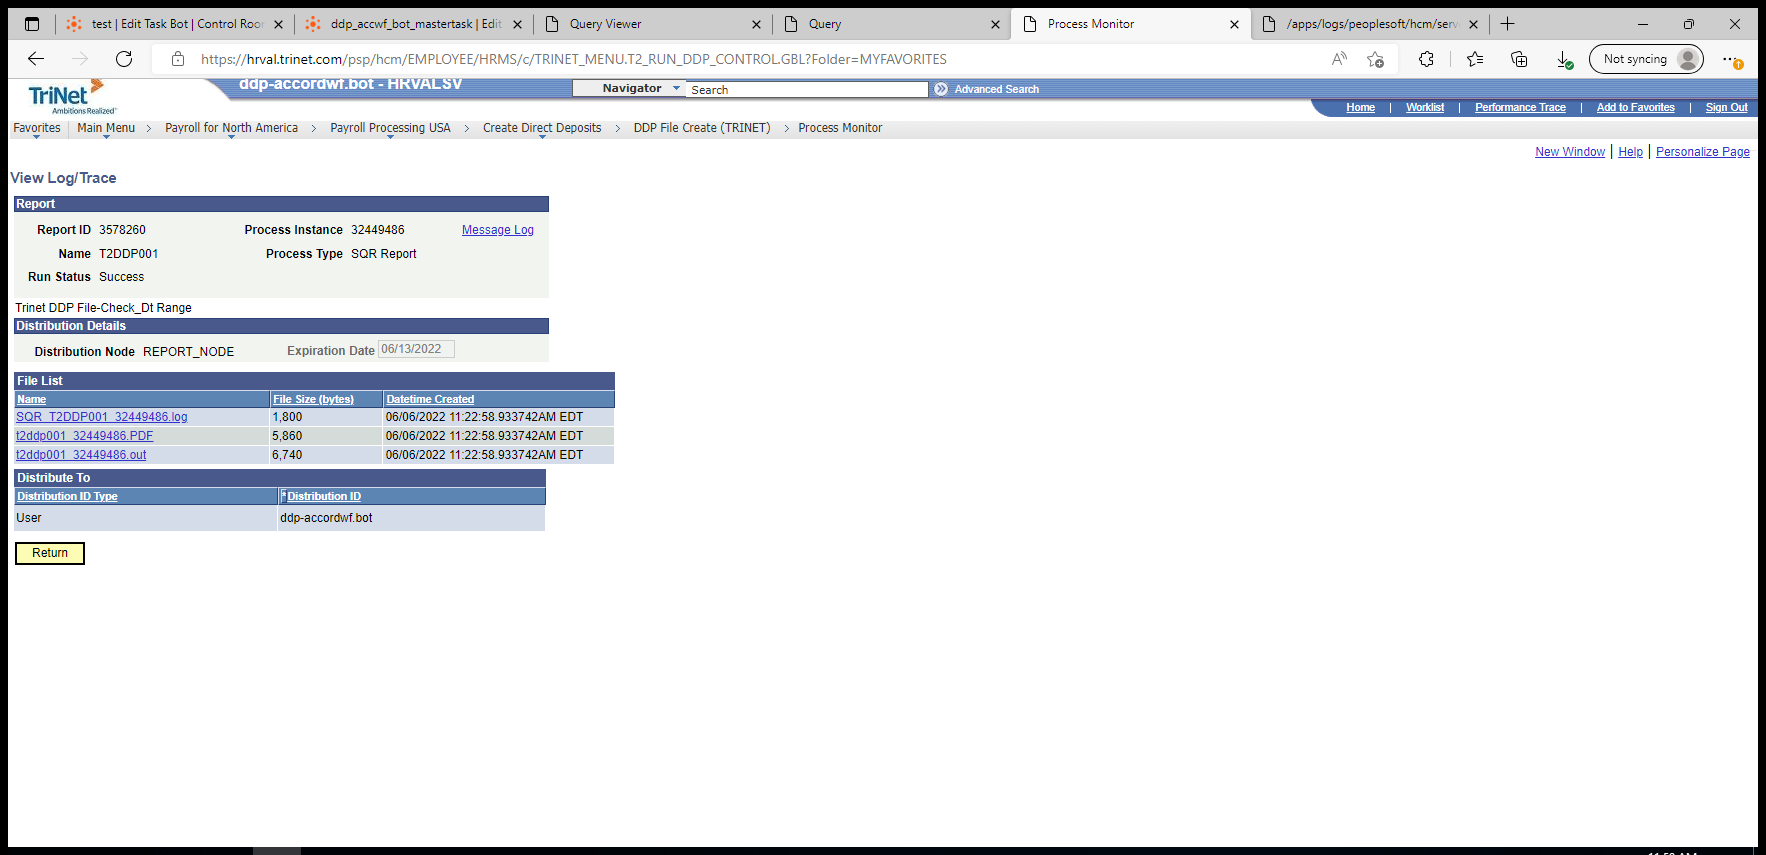 test | Edit Task Bot | Control Roor
ddp_accwf_bot_mastertask | Edit
Query Viewer
Query
Process Monitor
/apps/logs/peoplesoft/hcm/serv
https://hrval.trinet.com/psp/hcm/EMPLOYEE/HRMS/c/TRINET_MENU.T2_RUN_DDP_CONTROL.GBL?Folder=MYFAVORITES
Not syncing
TriNet
Ambitions Realized
ddp-accordwf.bot - HRVALSV
Navigator
Search
Advanced Search
Home | Worklist | Performance Trace | Add to Favorites | Sign Out
Favorites Main Menu > Payroll for North America > Payroll Processing USA > Create Direct Deposits > DDP File Create (TRINET) > Process Monitor
New Window | Help | Personalize Page
View Log/Trace
Report
Report ID 3578260 Process Instance 32449486 Message Log
Name T2DDP001 Process Type SQR Report
Run Status Success
Trinet DDP File-Check_Dt Range
Distribution Details
Distribution Node REPORT_NODE Expiration Date 06/13/2022
File List
Name File Size (bytes) Datetime Created
SQR_T2DDP001_32449486.log 1,800 06/06/2022 11:22:58.933742AM EDT
t2ddp001_32449486.PDF 5,860 06/06/2022 11:22:58.933742AM EDT
t2ddp001_32449486.out 6,740 06/06/2022 11:22:58.933742AM EDT
Distribute To
Distribution ID Type *Distribution ID
User ddp-accordwf.bot
Return